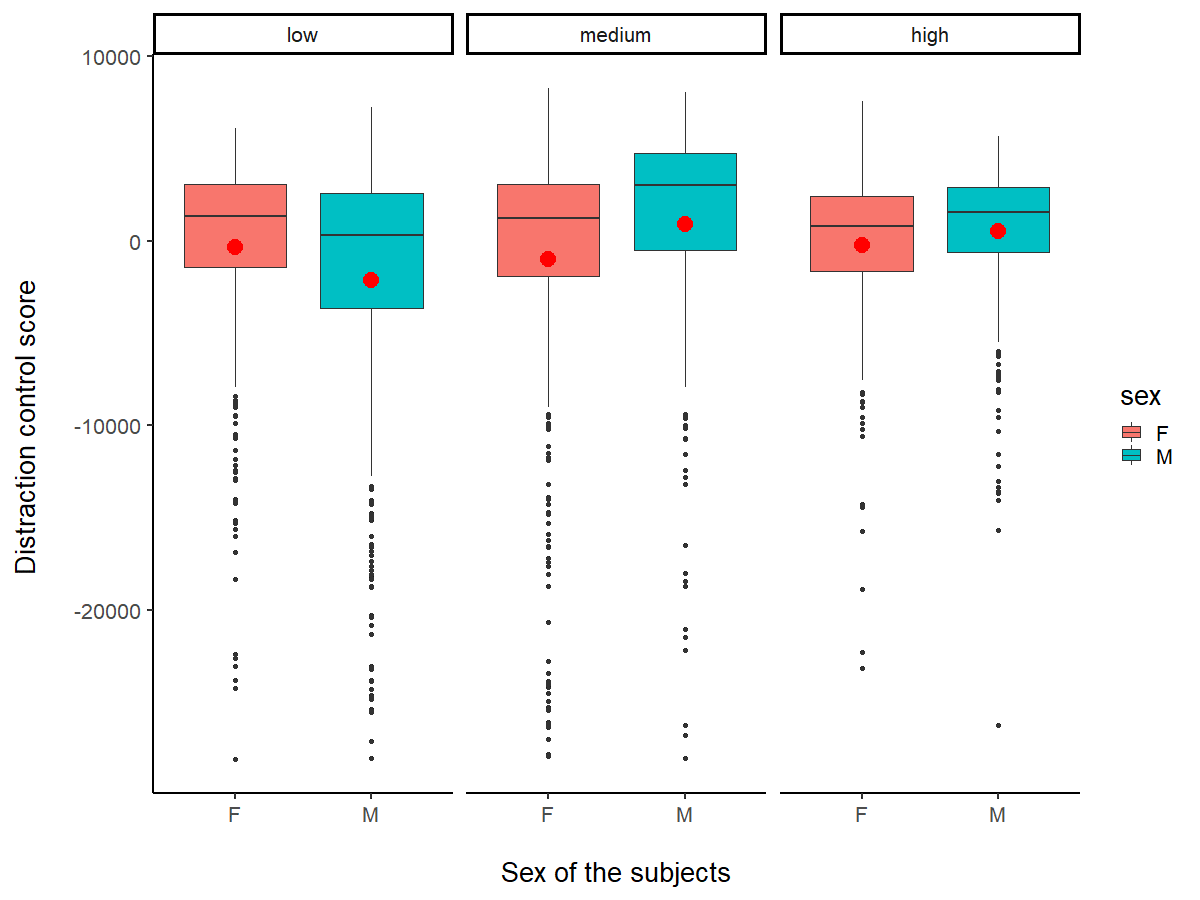 low
medium
high
10000
0
-10000
-20000
Distraction control score
F
M
F
M
F
M
Sex of the subjects
sex
F
M